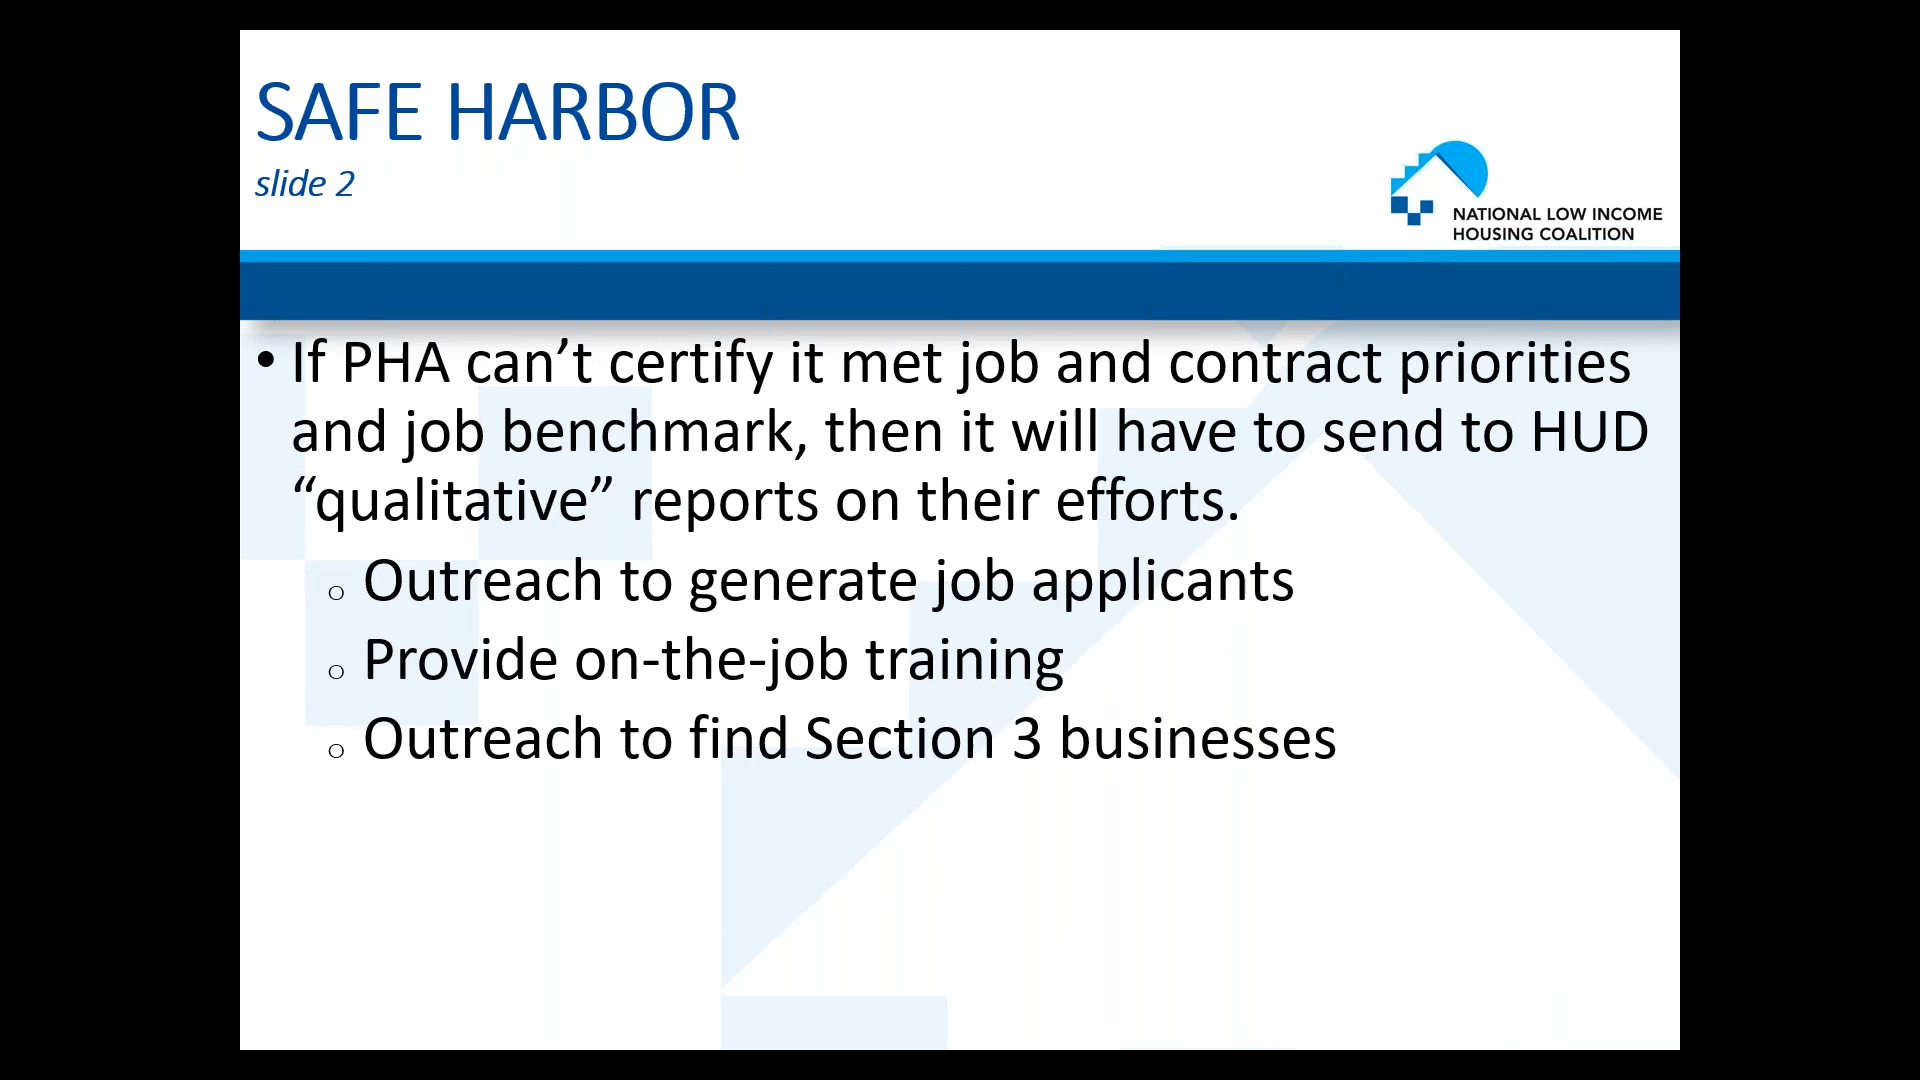 SAFE HARBOR
slide 2
NATIONAL LOW INCOME
HOUSING COALITION
• If PHA can’t certify it met job and contract priorities
and job benchmark, then it will have to send to HUD
“qualitative” reports on their efforts.
o Outreach to generate job applicants
o Provide on-the-job training
o Outreach to find Section 3 businesses